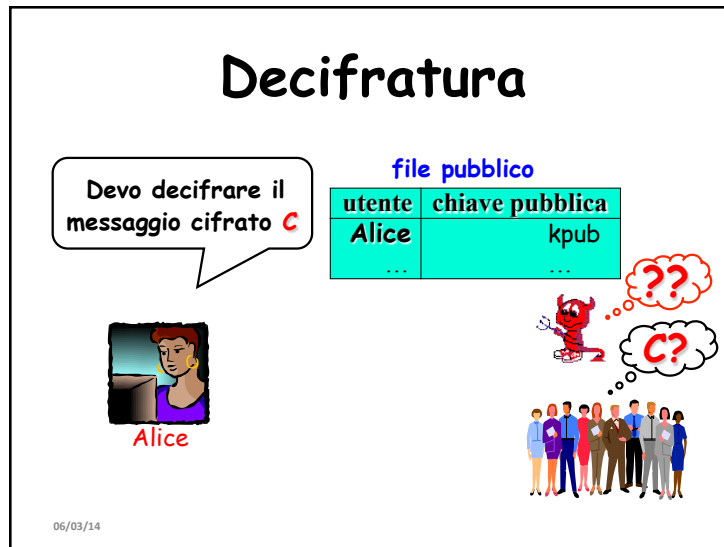 Decifratura
Devo decifrare il
messaggio cifrato C
file pubblico
utente chiave pubblica
Alice kpub
... ...
??
C?
Alice
06/03/14